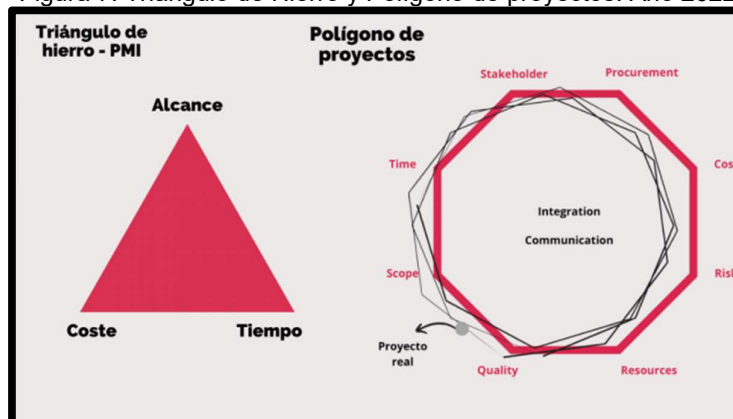 Triángulo de
hierro - PMI
Alcance
Coste
Tiempo
Polígono de
proyectos
Stakeholder
Procurement
Time
Integration
Communication
Scope
Proyecto
real
Quality
Resources